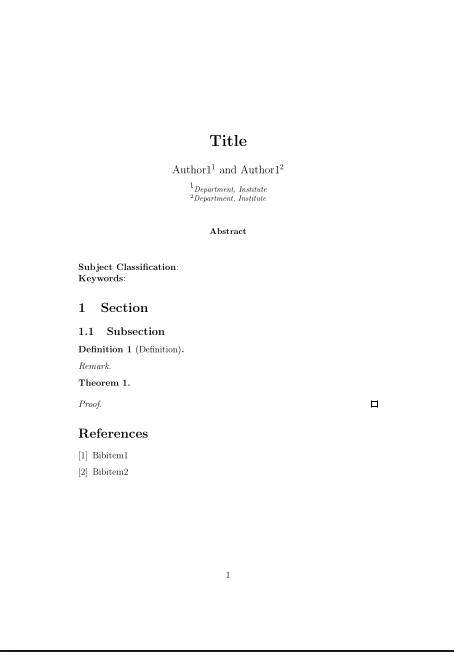 Title
Author1¹ and Author1²
¹Department, Institute
²Department, Institute
Abstract
Subject Classification:
Keywords:
1 Section
1.1 Subsection
Definition 1 (Definition).
Remark.
Theorem 1.
Proof. □
References
[1] Bibitem1
[2] Bibitem2
1